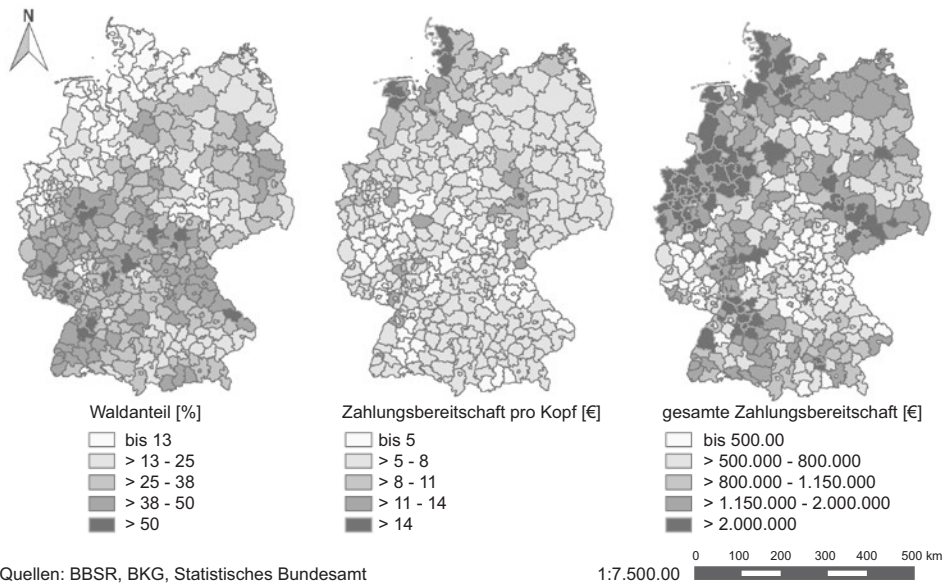 N
Waldanteil [%]
bis 13
> 13 - 25
> 25 - 38
> 38 - 50
> 50
Zahlungsbereitschaft pro Kopf [€]
bis 5
> 5 - 8
> 8 - 11
> 11 - 14
> 14
gesamte Zahlungsbereitschaft [€]
bis 500.00
> 500.000 - 800.000
> 800.000 - 1.150.000
> 1.150.000 - 2.000.000
> 2.000.000
Quellen: BBSR, BKG, Statistisches Bundesamt
1:7.500.00
0 100 200 300 400 500 km